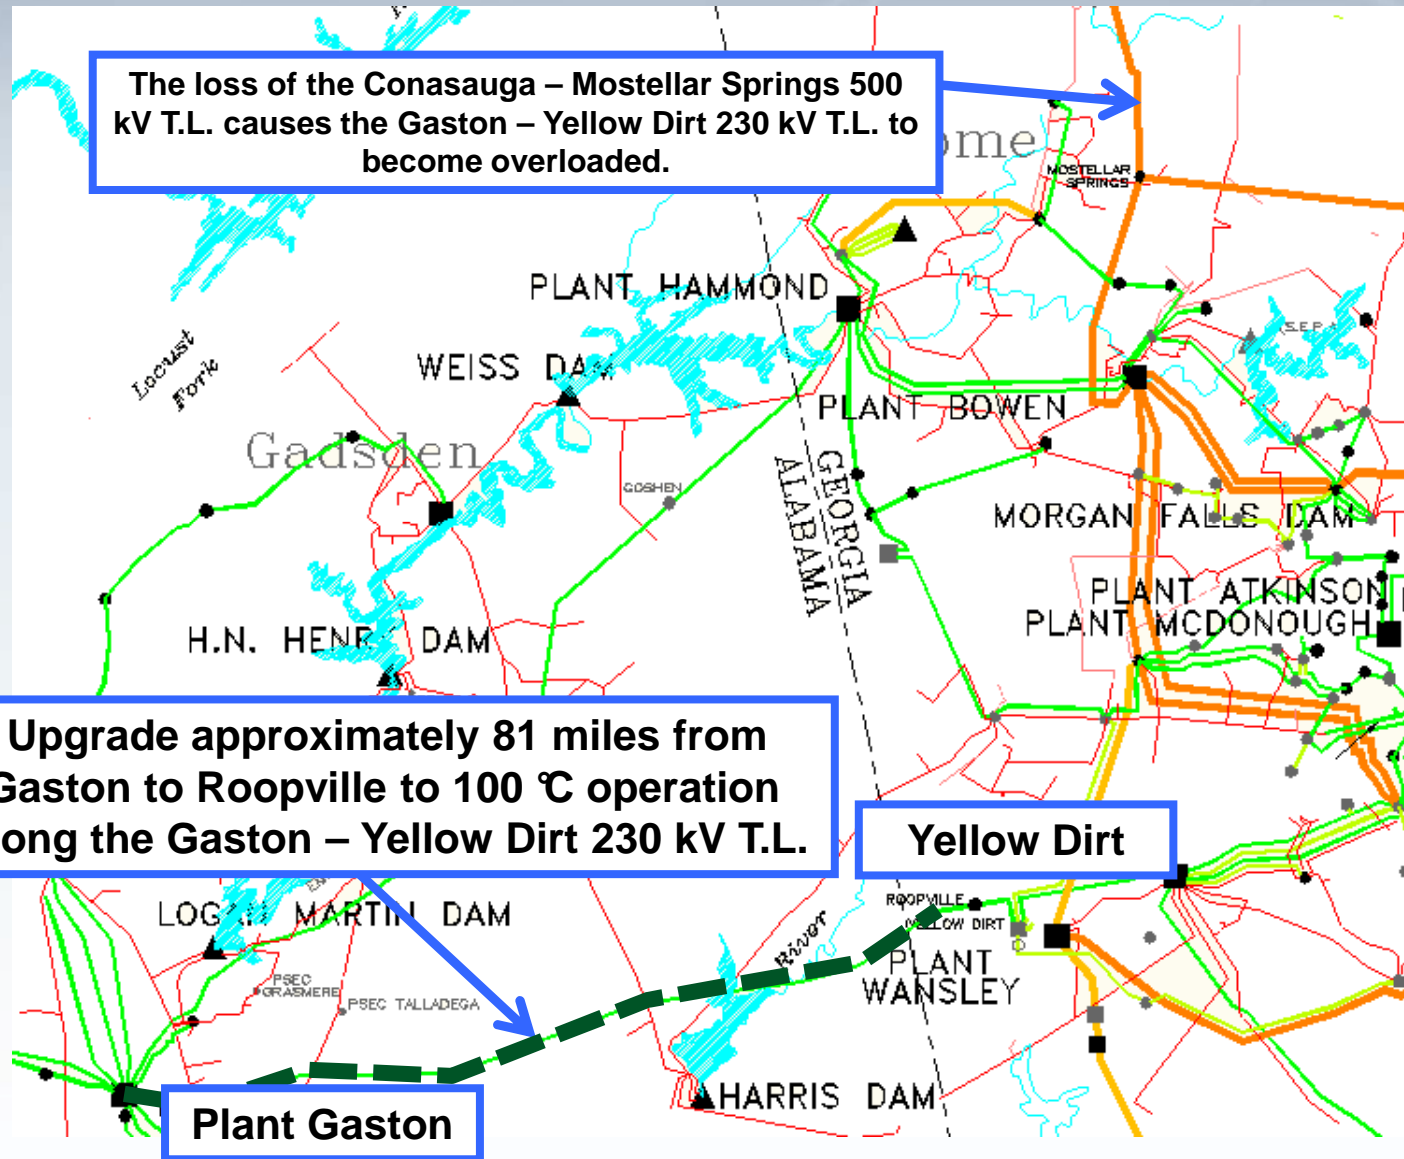 The loss of the Conasauga – Mostellar Springs 500
kV T.L. causes the Gaston – Yellow Dirt 230 kV T.L. to
become overloaded.
ome
MOSTELLAR
SPRINGS
PLANT HAMMOND
(S.E.P.A
Locust
Fork
WEISS DAM
PLANT BOWEN
Gadsden
GEORGIA
ALABAMA
GOSHEN
MORGAN FALLS DAM
PLANT ATKINSON
PLANT MCDONOUGH
H.N. HENRY DAM
Upgrade approximately 81 miles from
Gaston to Roopville to 100 °C operation
ong the Gaston – Yellow Dirt 230 kV T.L.
Yellow Dirt
ROOPVILLE
YELLOW DIRT
LOGAN MARTIN DAM
River
PLANT
WANSLEY
PSEC
GRASMERE
PSEC TALLADEGA
HARRIS DAM
Plant Gaston